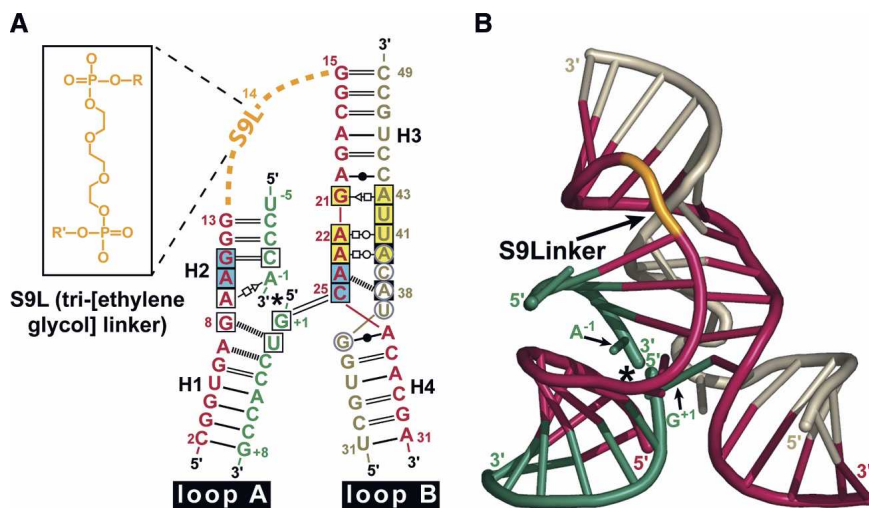 A
B
O
O=P-O-R
O
O
O
O
R'-O-P=O
O
S9L (tri-[ethylene
glycol] linker)
14
S9L
3'
15 G C 49
G C
C G
A U
G C
A C
H3
21 G A 43
U
22 A U 41
A A
A C
25 C A 38
U
G A
G C
U A
G C
C G
31 U A 31
H4
5' 3'
5'
U -5
13 G C
G C
G C
H2
A A -1
A
3' * 5'
G +1
8 G U
A C
G C
U A
G C
G C
2 C G +8
H1
5' 3'
loop A
loop B
3'
S9Linker
5'
A-1
3'
5'
*
G+1
3'
5'
5'
3'